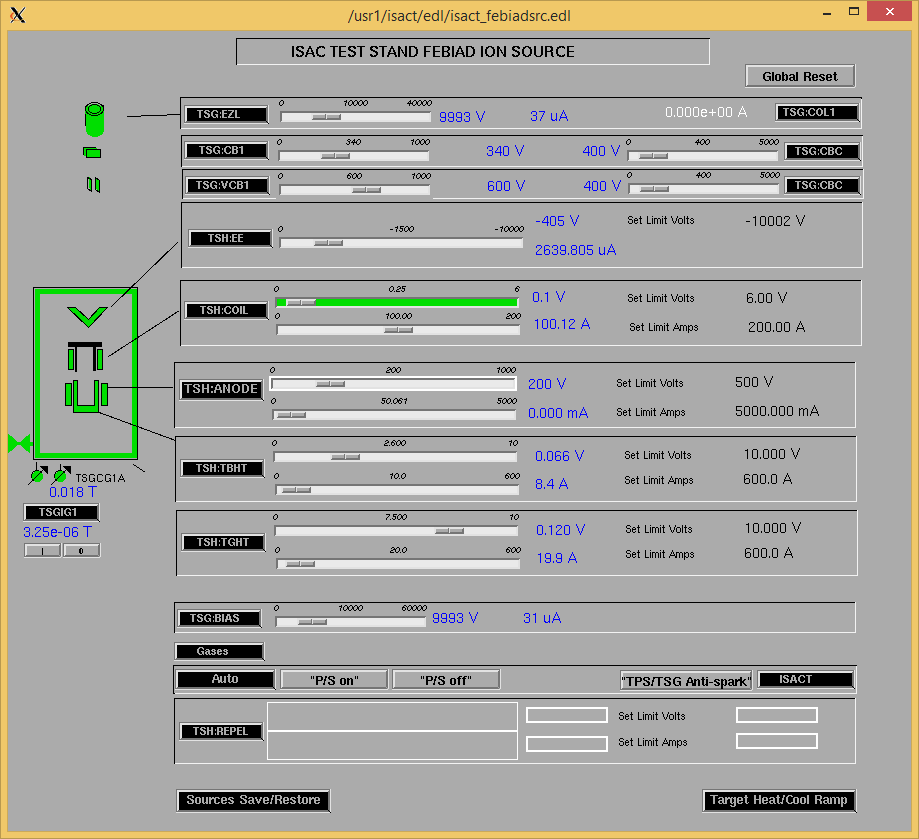 /usr1/isact/edl/isact_febiadsrc.edl
ISAC TEST STAND FEBIAD ION SOURCE
Global Reset
TSG:EZL 0 10000 40000 9993 V 37 uA 0.000e+00 A TSG:COL1
TSG:CB1 0 340 1000 340 V 400 V 0 400 5000 TSG:CBC
TSG:VCB1 0 600 1000 600 V 400 V 0 400 5000 TSG:CBC
TSH:EE 0 -1500 -10000 -405 V Set Limit Volts -10002 V
2639.805 uA
TSH:COIL 0 0.25 6 0.1 V Set Limit Volts 6.00 V
0 100.00 200 100.12 A Set Limit Amps 200.00 A
TSH:ANODE 0 200 1000 200 V Set Limit Volts 500 V
0 50.061 5000 0.000 mA Set Limit Amps 5000.000 mA
TSH:TBHT 0 2.600 10 0.066 V Set Limit Volts 10.000 V
0 10.0 600 8.4 A Set Limit Amps 600.0 A
TSGCG1A
0.018 T
TSGIG1
3.25e-06 T
I 0
TSH:TGHT 0 7.500 10 0.120 V Set Limit Volts 10.000 V
0 20.0 600 19.9 A Set Limit Amps 600.0 A
TSG:BIAS 0 10000 60000 9993 V 31 uA
Gases
Auto "P/S on" "P/S off" "TPS/TSG Anti-spark" ISACT
TSH:REPEL Set Limit Volts
Set Limit Amps
Sources Save/Restore Target Heat/Cool Ramp